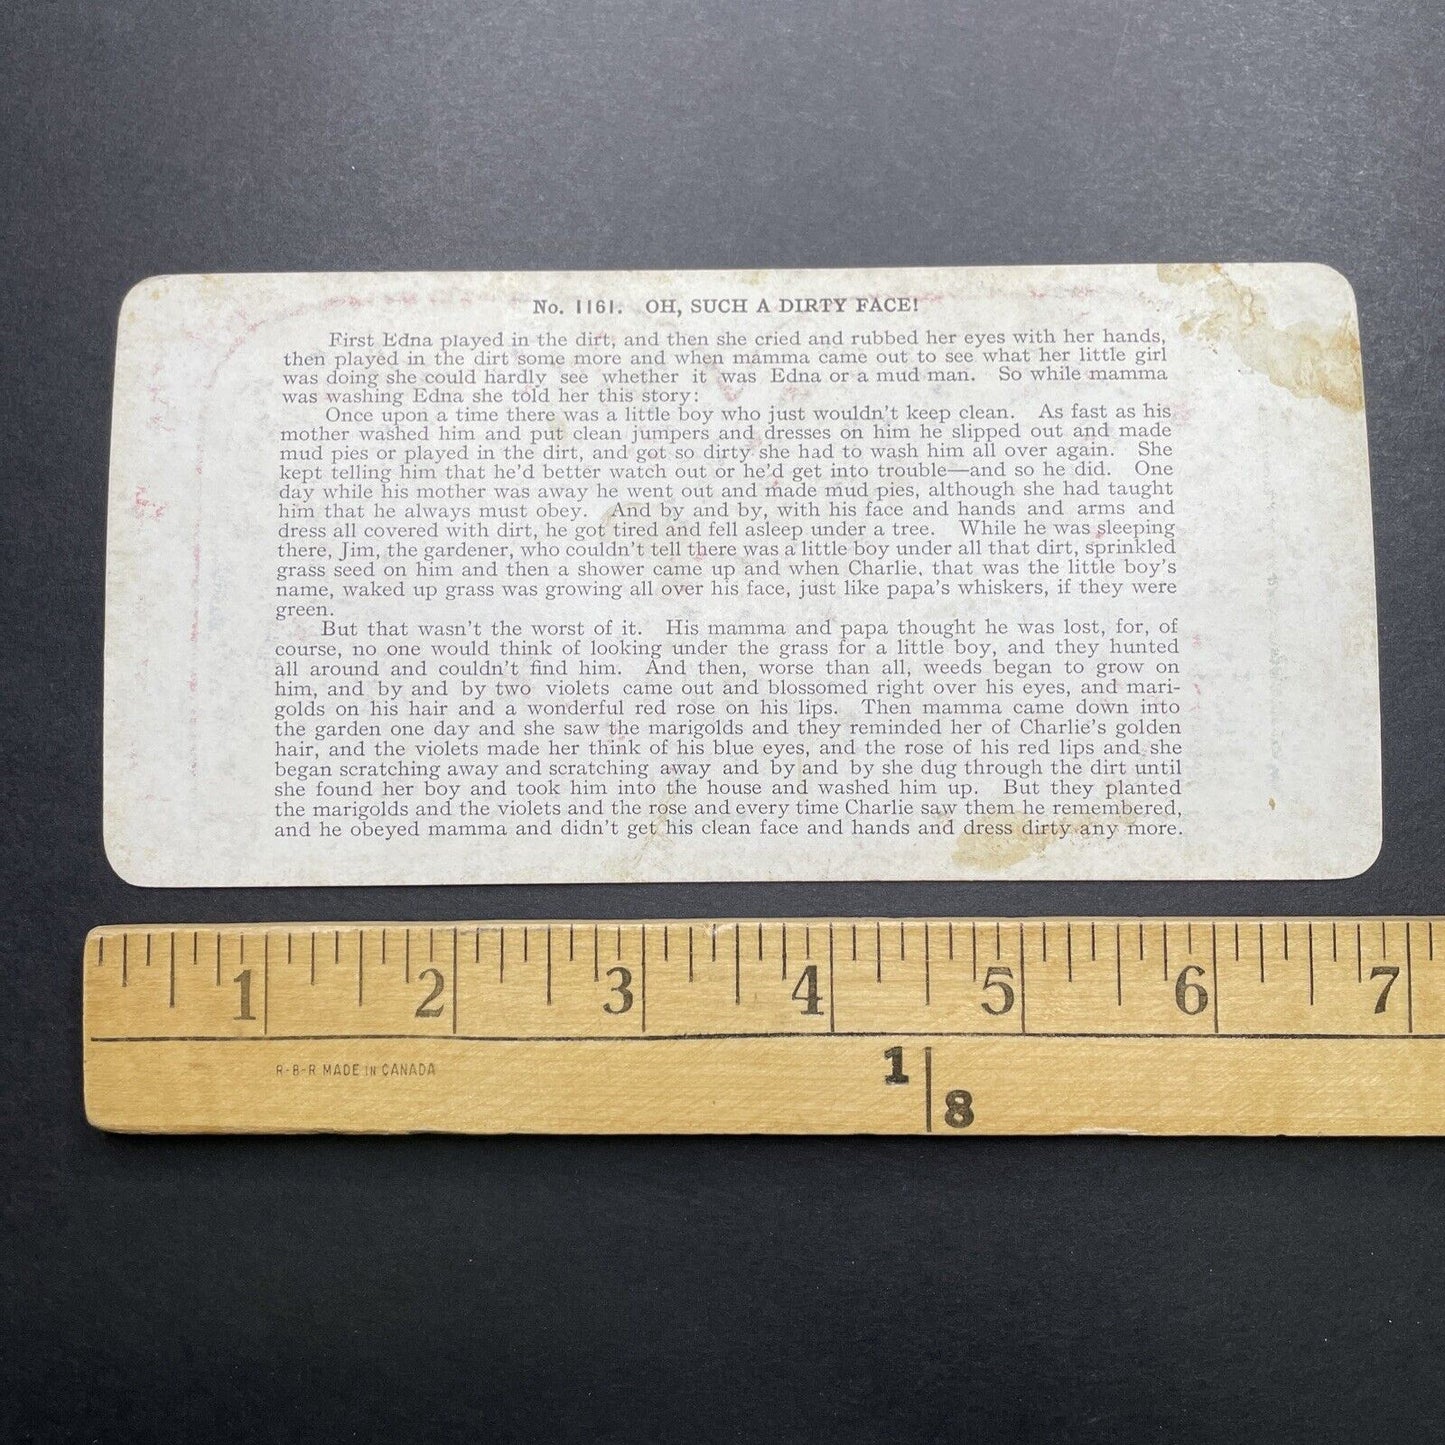 No. 1161. OH, SUCH A DIRTY FACE!
First Edna played in the dirt, and then she cried and rubbed her eyes with her hands,
then played in the dirt some more and when mamma came out to see what her little girl
was doing she could hardly see whether it was Edna or a mud man. So while mamma
was washing Edna she told her this story:
Once upon a time there was a little boy who just wouldn't keep clean. As fast as his
mother washed him and put clean jumpers and dresses on him he slipped out and made
mud pies or played in the dirt, and got so dirty she had to wash him all over again. She
kept telling him that he'd better watch out or he'd get into trouble—and so he did. One
day while his mother was away he went out and made mud pies, although she had taught
him that he always must obey. And by and by, with his face and hands and arms and
dress all covered with dirt, he got tired and fell asleep under a tree. While he was sleeping
there, Jim, the gardener, who couldn't tell there was a little boy under all that dirt, sprinkled
grass seed on him and then a shower came up and when Charlie, that was the little boy's
name, waked up grass was growing all over his face, just like papa's whiskers, if they were
green.
But that wasn't the worst of it. His mamma and papa thought he was lost, for, of
course, no one would think of looking under the grass for a little boy, and they hunted
all around and couldn't find him. And then, worse than all, weeds began to grow on
him, and by and by two violets came out and blossomed right over his eyes, and mari-
golds on his hair and a wonderful red rose on his lips. Then mamma came down into
the garden one day and she saw the marigolds and they reminded her of Charlie's golden
hair, and the violets made her think of his blue eyes, and the rose of his red lips and she
began scratching away and scratching away and by and by she dug through the dirt until
she found her boy and took him into the house and washed him up. But they planted
the marigolds and the violets and the rose and every time Charlie saw them he remembered,
and he obeyed mamma and didn't get his clean face and hands and dress dirty any more.
1 2 3 4 5 6 7
R-B-R MADE IN CANADA
1
8